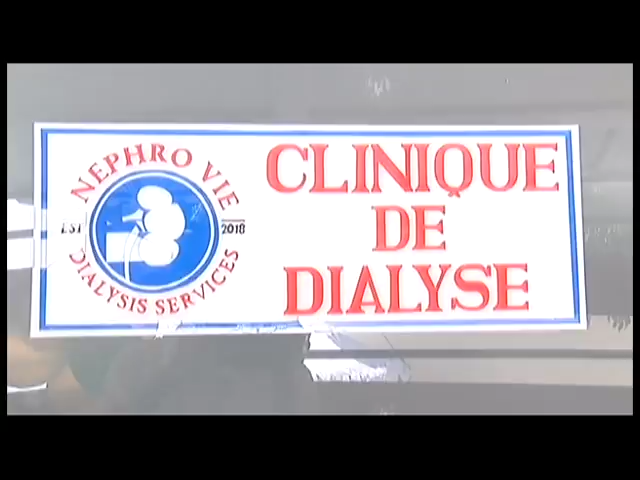 NEPHRO VIE
EST 2018
DIALYSIS SERVICES
CLINIQUE
DE
DIALYSE